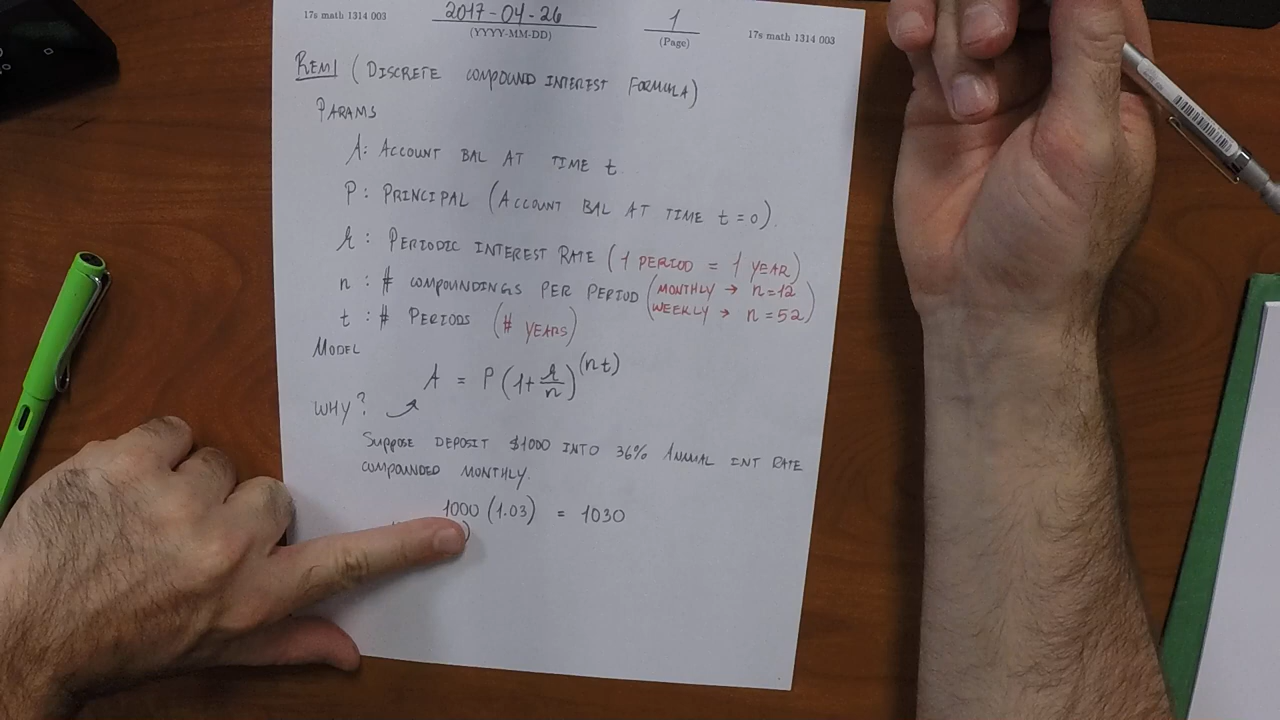 17s math 1314 003 2017-04-26 1 17s math 1314 003
(YYYY-MM-DD) (Page)
REM1 (DISCRETE COMPOUND INTEREST FORMULA)
PARAMS
A: ACCOUNT BAL AT TIME t.
P: PRINCIPAL (ACCOUNT BAL AT TIME t=0).
r: PERIODIC INTEREST RATE (1 PERIOD = 1 YEAR)
n: # COMPOUNDINGS PER PERIOD (MONTHLY → n=12
WEEKLY → n=52)
t: # PERIODS (# YEARS)
MODEL
A = P(1+r/n)^(nt)
WHY?
SUPPOSE DEPOSIT $1000 INTO 36% ANNUAL INT RATE
COMPOUNDED MONTHLY.
1000 (1.03) = 1030